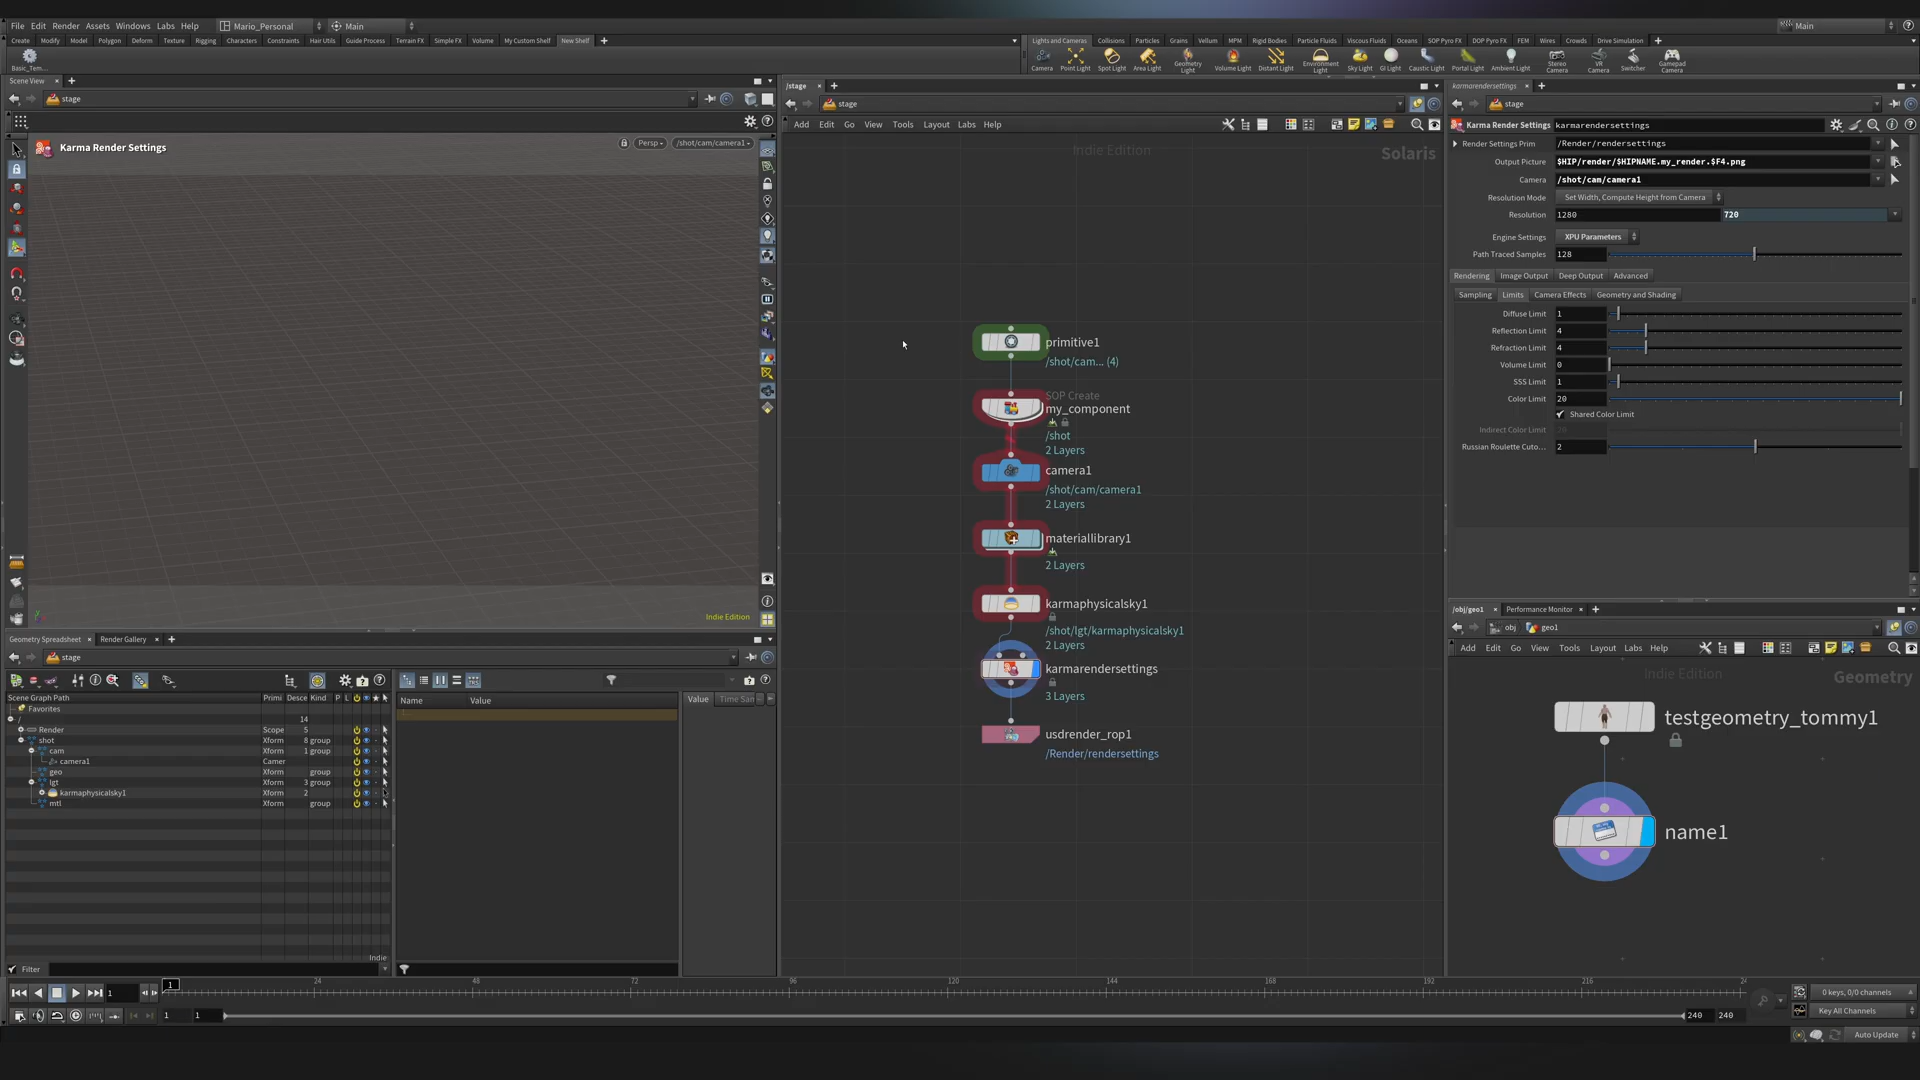 File Edit Render Assets Windows Labs Help Mario_Personal Main Main
Create Modify Model Polygon Deform Texture Rigging Characters Constraints Hair Utils Guide Process Terrain FX Simple FX Volume My Custom Shelf New Shelf
Basic_Tem...
Lights and Cameras Collisions Particles Grains Vellum MPM Rigid Bodies Particle Fluids Viscous Fluids Oceans SOP Pyro FX DOP Pyro FX FEM Wires Crowds Drive Simulation
Camera Point Light Spot Light Area Light Geometry Light Volume Light Distant Light Environment Light Sky Light GI Light Caustic Light Portal Light Ambient Light Stereo Camera VR Camera Switcher Gamepad Camera
Scene View
stage
Karma Render Settings
Persp
/shot/cam/camera1
Indie Edition
/stage
stage
Add Edit Go View Tools Layout Labs Help
Indie Edition
Solaris
primitive1
/shot/cam... (4)
SOP Create
my_component
/shot
2 Layers
camera1
/shot/cam/camera1
2 Layers
materiallibrary1
2 Layers
karmaphysicalsky1
/shot/lgt/karmaphysicalsky1
2 Layers
karmarendersettings
3 Layers
usdrender_rop1
/Render/rendersettings
karmarendersettings
stage
Karma Render Settings karmarendersettings
Render Settings Prim /Render/rendersettings
Output Picture $HIP/render/$HIPNAME.my_render.$F4.png
Camera /shot/cam/camera1
Resolution Mode Set Width, Compute Height from Camera
Resolution 1280 720
Engine Settings XPU Parameters
Path Traced Samples 128
Rendering Image Output Deep Output Advanced
Sampling Limits Camera Effects Geometry and Shading
Diffuse Limit 1
Reflection Limit 4
Refraction Limit 4
Volume Limit 0
SSS Limit 1
Color Limit 20
Shared Color Limit
Indirect Color Limit 20
Russian Roulette Cuto... 2
/obj/geo1 Performance Monitor
obj geo1
Add Edit Go View Tools Layout Labs Help
Indie Edition
Geometry
testgeometry_tommy1
name1
Geometry Spreadsheet Render Gallery
stage
Scene Graph Path Primi Desce Kind P L
Favorites
/ 14
Render Scope 5
shot Xform 8 group
cam Xform 1 group
camera1 Camer
geo Xform group
lgt Xform 3 group
karmaphysicalsky1 Xform 2
mtl Xform group
Indie
Filter
Name Value
Value Time San
1
1 24 48 72 96 120 144 168 192 216 24
1 1 240 240
0 keys, 0/0 channels
Key All Channels
Auto Update